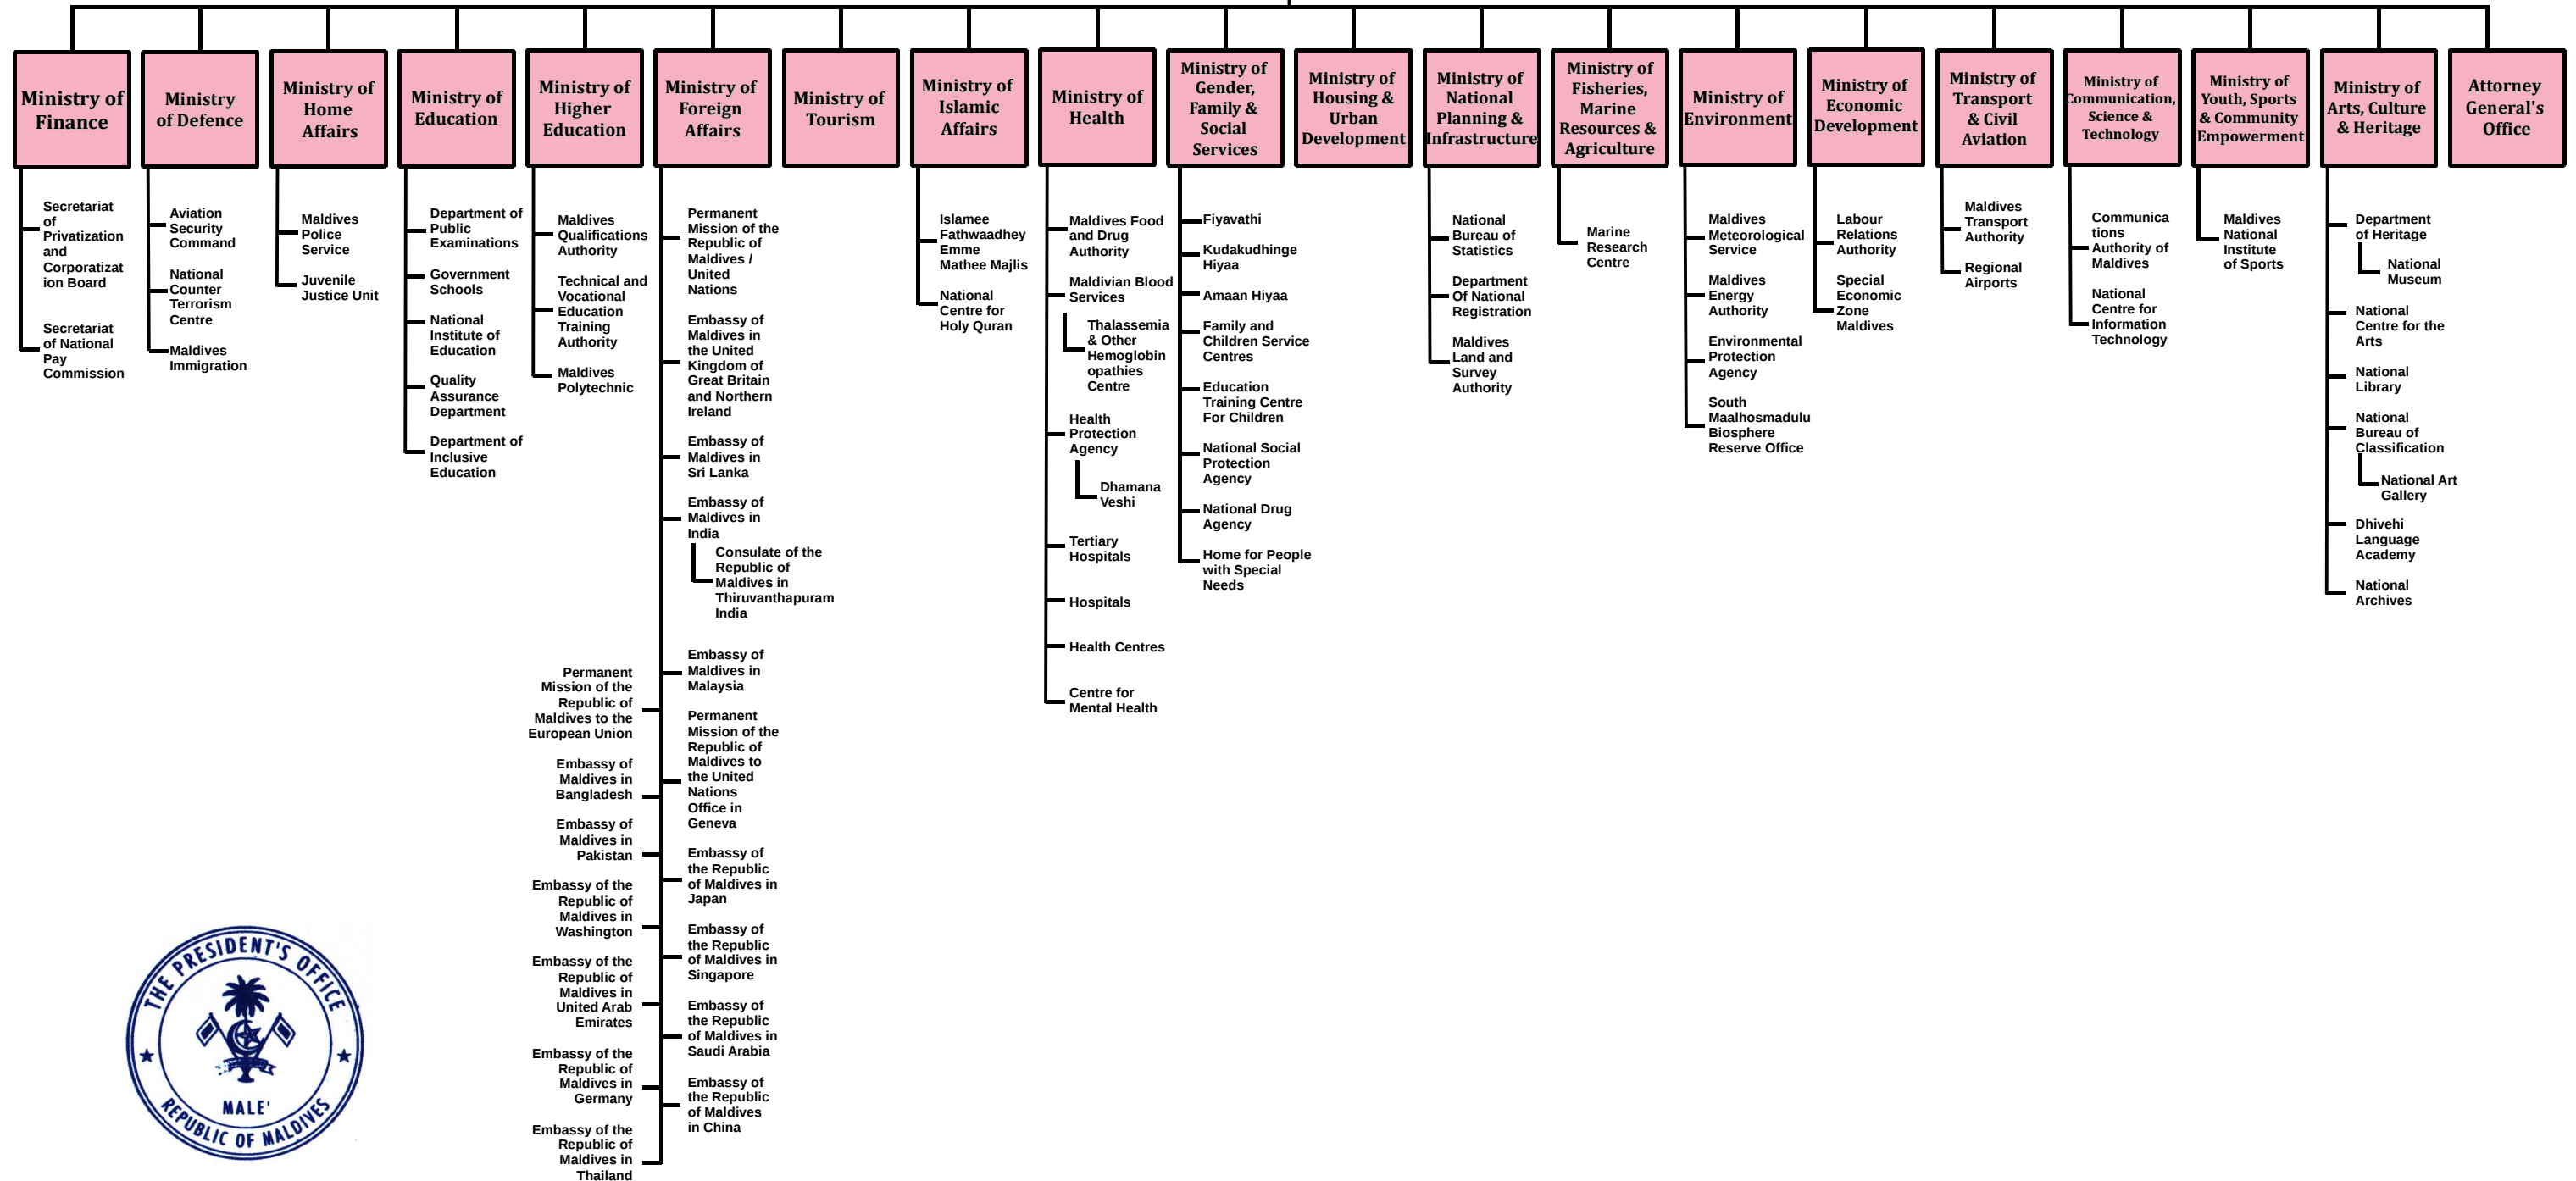 Ministry of
Finance
Ministry
of Defence
Ministry of
Home
Affairs
Ministry of
Education
Ministry of
Higher
Education
Ministry of
Foreign
Affairs
Ministry of
Tourism
Ministry of
Islamic
Affairs
Ministry of
Health
Ministry of
Gender,
Family &
Social
Services
Ministry of
Housing &
Urban
Development
Ministry of
National
Planning &
Infrastructure
Ministry of
Fisheries,
Marine
Resources &
Agriculture
Ministry of
Environment
Ministry of
Economic
Development
Ministry of
Transport
& Civil
Aviation
Ministry of
Communication,
Science &
Technology
Ministry of
Youth, Sports
& Community
Empowerment
Ministry of
Arts, Culture
& Heritage
Attorney
General's
Office
Secretariat
of
Privatization
and
Corporatizat
ion Board
Secretariat
of National
Pay
Commission
Aviation
Security
Command
National
Counter
Terrorism
Centre
Maldives
Immigration
Maldives
Police
Service
Juvenile
Justice Unit
Department of
Public
Examinations
Government
Schools
National
Institute of
Education
Quality
Assurance
Department
Department of
Inclusive
Education
Maldives
Qualifications
Authority
Technical and
Vocational
Education
Training
Authority
Maldives
Polytechnic
Permanent
Mission of the
Republic of
Maldives /
United
Nations
Embassy of
Maldives in
the United
Kingdom of
Great Britain
and Northern
Ireland
Embassy of
Maldives in
Sri Lanka
Embassy of
Maldives in
India
Consulate of the
Republic of
Maldives in
Thiruvanthapuram
India
Embassy of
Maldives in
Malaysia
Permanent
Mission of the
Republic of
Maldives to
the United
Nations
Office in
Geneva
Embassy of
the Republic
of Maldives in
Japan
Embassy of
the Republic
of Maldives in
Singapore
Embassy of
the Republic
of Maldives in
Saudi Arabia
Embassy of
the Republic
of Maldives
in China
Permanent
Mission of the
Republic of
Maldives to the
European Union
Embassy of
Maldives in
Bangladesh
Embassy of
Maldives in
Pakistan
Embassy of the
Republic of
Maldives in
Washington
Embassy of the
Republic of
Maldives in
United Arab
Emirates
Embassy of the
Republic of
Maldives in
Germany
Embassy of the
Republic of
Maldives in
Thailand
Islamee
Fathwaadhey
Emme
Mathee Majlis
National
Centre for
Holy Quran
Maldives Food
and Drug
Authority
Maldivian Blood
Services
Thalassemia
& Other
Hemoglobin
opathies
Centre
Health
Protection
Agency
Dhamana
Veshi
Tertiary
Hospitals
Hospitals
Health Centres
Centre for
Mental Health
Fiyavathi
Kudakudhinge
Hiyaa
Amaan Hiyaa
Family and
Children Service
Centres
Education
Training Centre
For Children
National Social
Protection
Agency
National Drug
Agency
Home for People
with Special
Needs
National
Bureau of
Statistics
Department
Of National
Registration
Maldives
Land and
Survey
Authority
Marine
Research
Centre
Maldives
Meteorological
Service
Maldives
Energy
Authority
Environmental
Protection
Agency
South
Maalhosmadulu
Biosphere
Reserve Office
Labour
Relations
Authority
Special
Economic
Zone
Maldives
Maldives
Transport
Authority
Regional
Airports
Communica
tions
Authority of
Maldives
National
Centre for
Information
Technology
Maldives
National
Institute
of Sports
Department
of Heritage
National
Museum
National
Centre for the
Arts
National
Library
National
Bureau of
Classification
National Art
Gallery
Dhivehi
Language
Academy
National
Archives
THE PRESIDENT'S OFFICE
MALE'
REPUBLIC OF MALDIVES